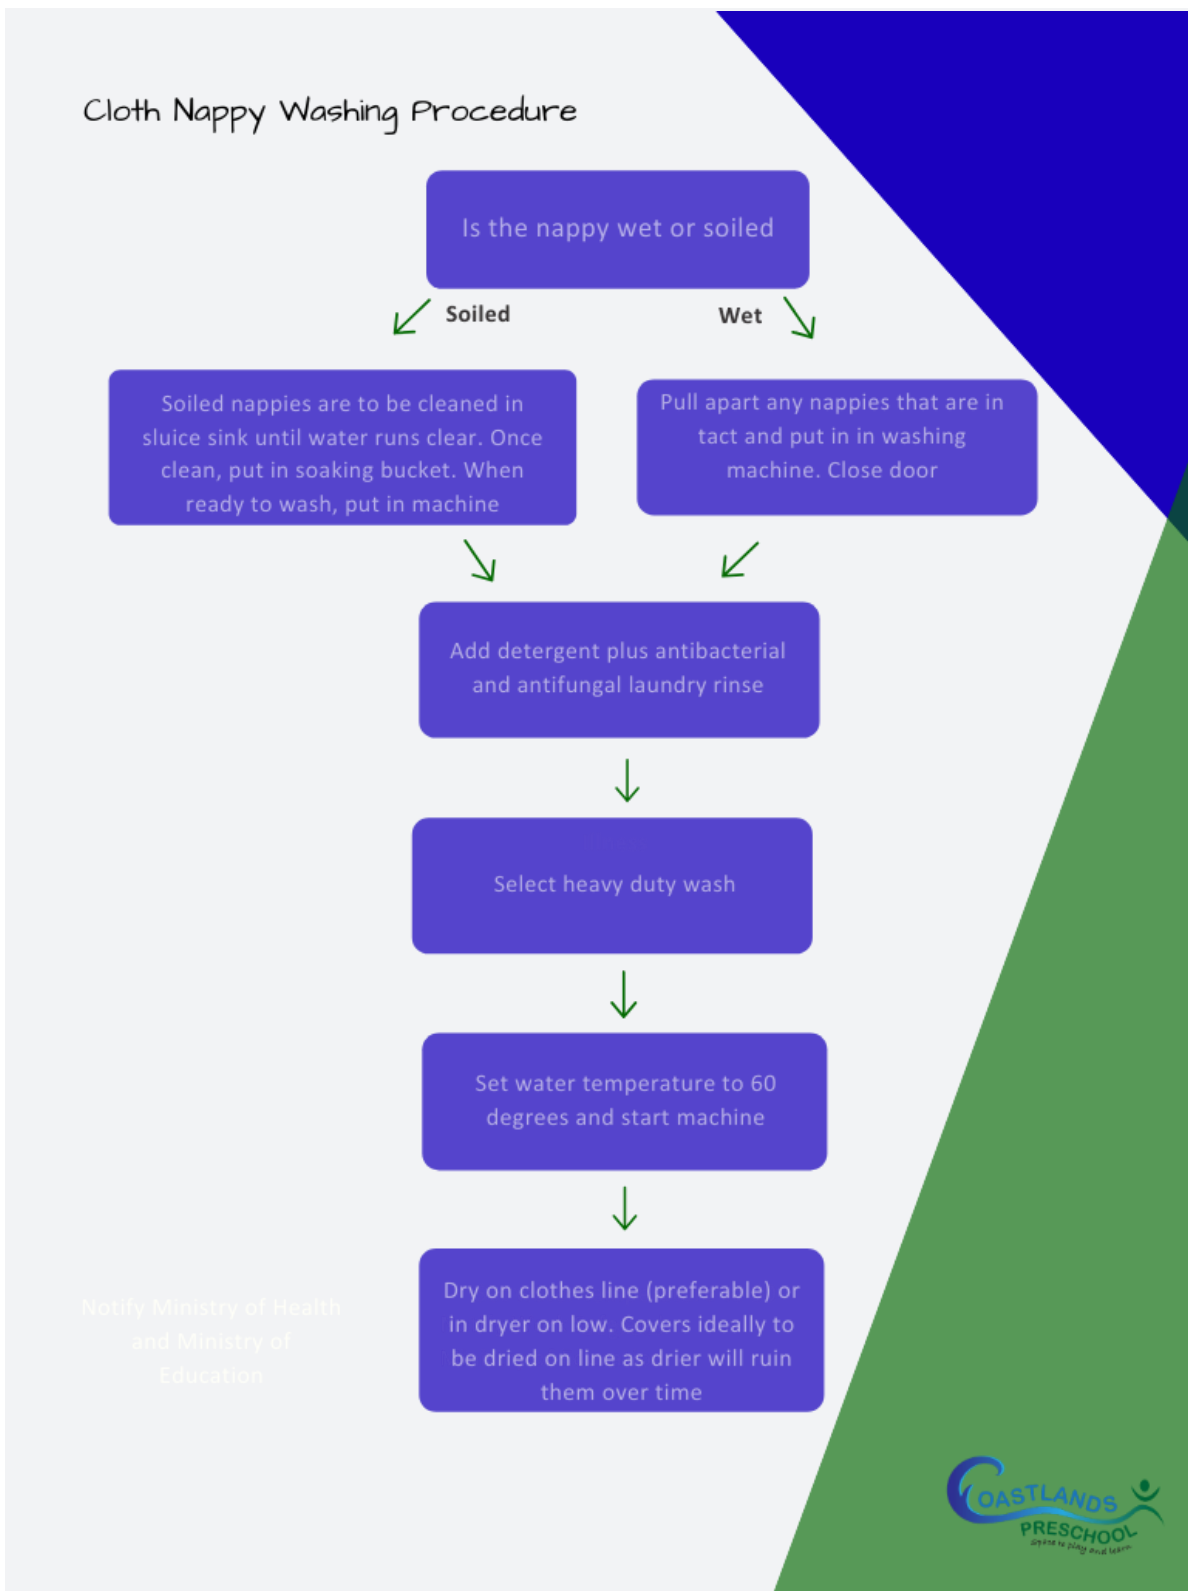 Cloth Nappy Washing Procedure
Is the nappy wet or soiled
Soiled
Wet
Soiled nappies are to be cleaned in
sluice sink until water runs clear. Once
clean, put in soaking bucket. When
ready to wash, put in machine
Pull apart any nappies that are in
tact and put in in washing
machine. Close door
Add detergent plus antibacterial
and antifungal laundry rinse
Select heavy duty wash
Set water temperature to 60
degrees and start machine
Dry on clothes line (preferable) or
in dryer on low. Covers ideally to
be dried on line as drier will ruin
them over time
Notify Ministry of Health
and Ministry of
Education
COASTLANDS
PRESCHOOL
space to play and learn